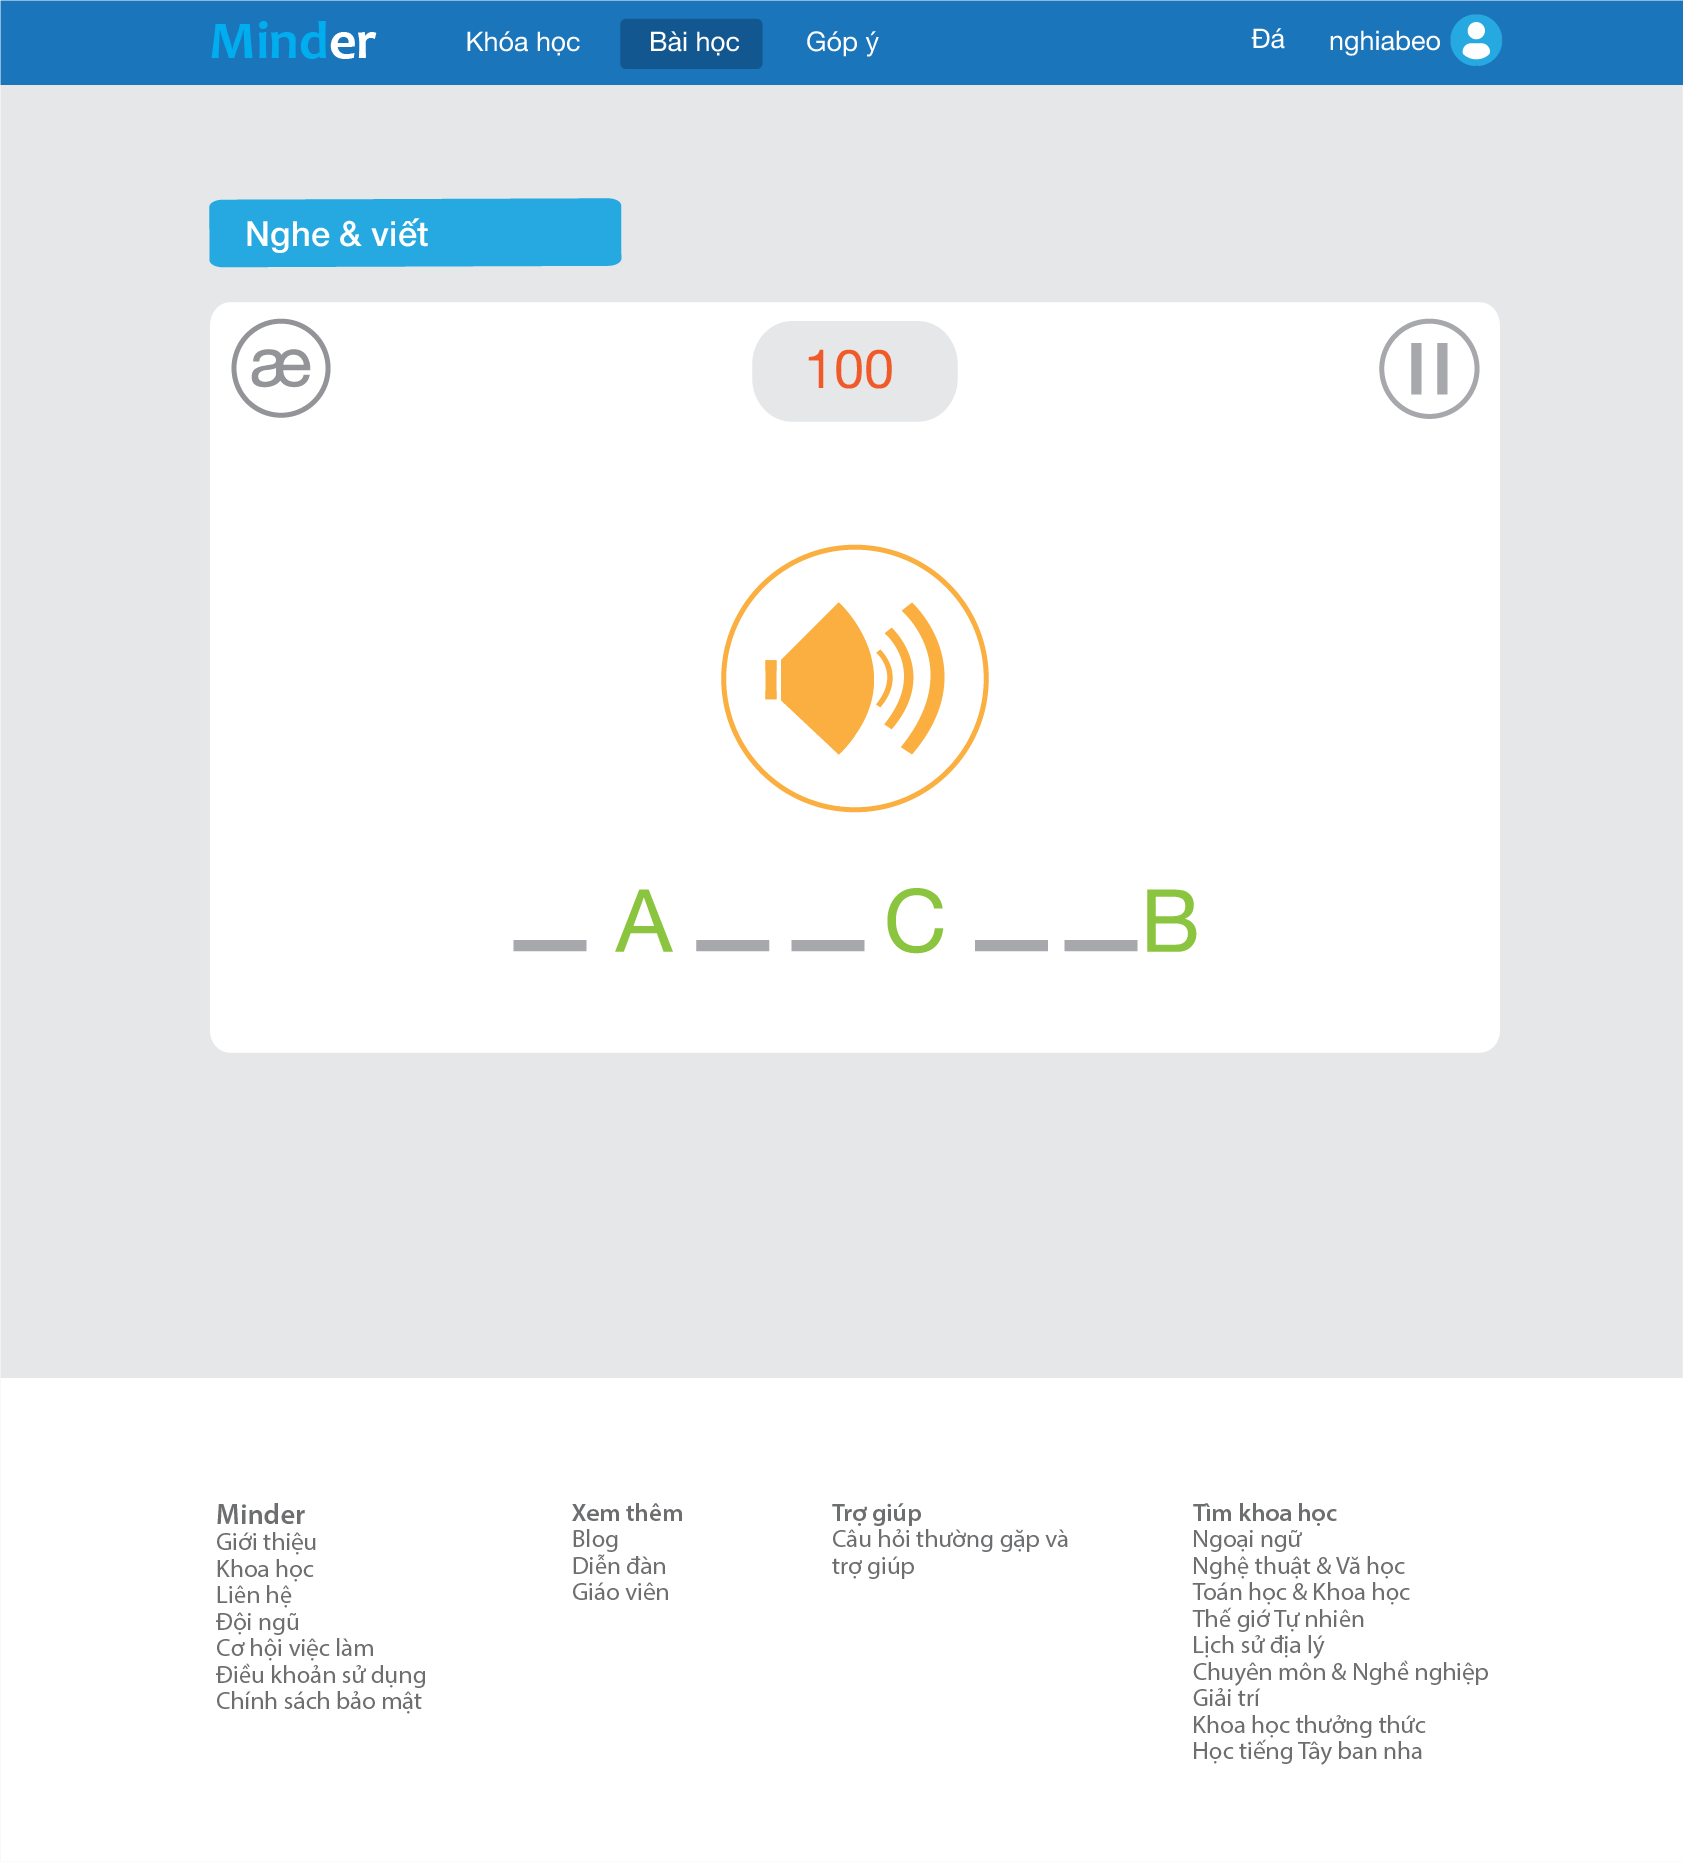 Minder
Khóa học
Bài học
Góp ý
Đá
nghiabeo
Nghe & viết
æ
100
_ A _ _ C _ _ B
Minder
Giới thiệu
Khoa học
Liên hệ
Đội ngũ
Cơ hội việc làm
Điều khoản sử dụng
Chính sách bảo mật
Xem thêm
Blog
Diễn đàn
Giáo viên
Trợ giúp
Câu hỏi thường gặp và
trợ giúp
Tìm khoa học
Ngoại ngữ
Nghệ thuật & Vă học
Toán học & Khoa học
Thế giớ Tự nhiên
Lịch sử địa lý
Chuyên môn & Nghề nghiệp
Giải trí
Khoa học thưởng thức
Học tiếng Tây ban nha